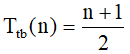 T_tb(n) = (n + 1)/2